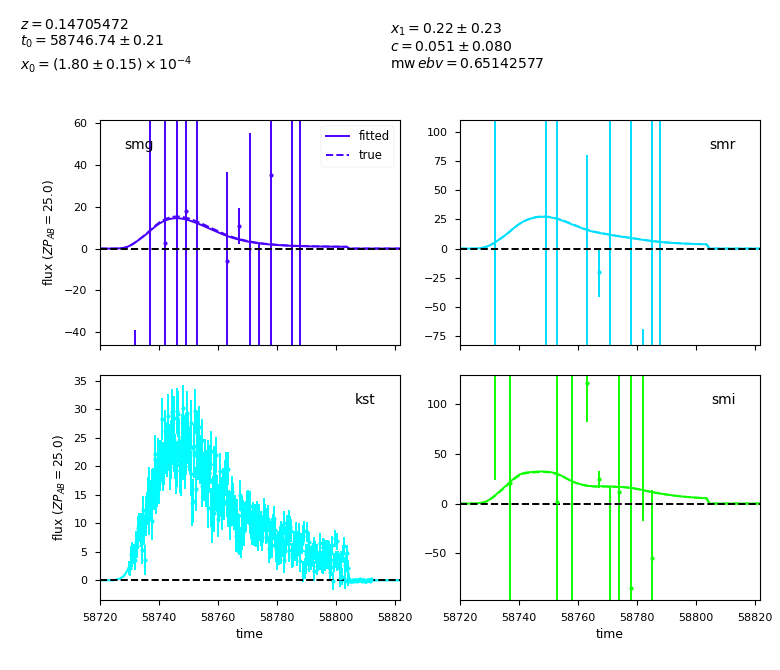 z = 0.14705472
t₀ = 58746.74 ± 0.21
x₀ = (1.80 ± 0.15) × 10⁻⁴
x₁ = 0.22 ± 0.23
c = 0.051 ± 0.080
mw ebv = 0.65142577
smg
fitted
true
60
40
20
0
−20
−40
flux (ZP_AB = 25.0)
smr
100
75
50
25
0
−25
−50
−75
kst
35
30
25
20
15
10
5
0
flux (ZP_AB = 25.0)
58720 58740 58760 58780 58800 58820
time
smi
100
50
0
−50
58720 58740 58760 58780 58800 58820
time